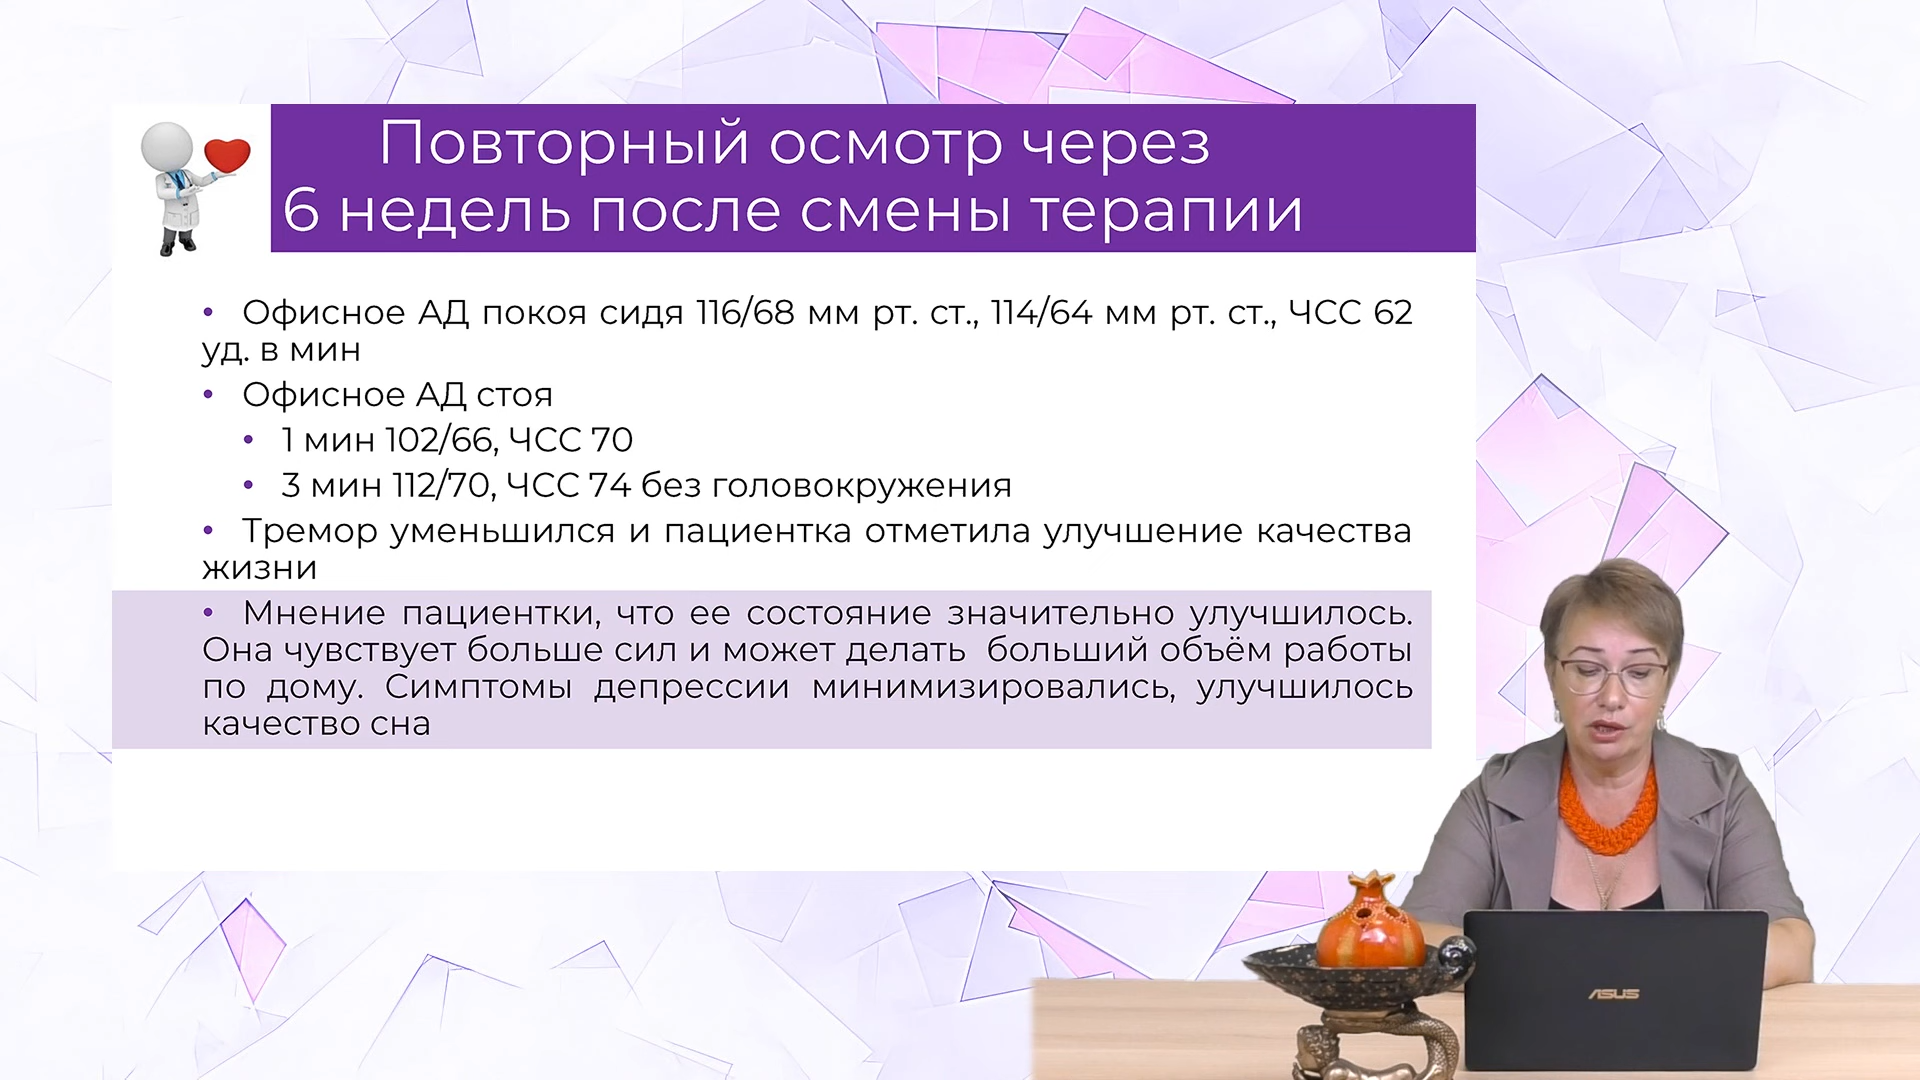 Повторный осмотр через
6 недель после смены терапии
• Офисное АД покоя сидя 116/68 мм рт. ст., 114/64 мм рт. ст., ЧСС 62
уд. в мин
• Офисное АД стоя
• 1 мин 102/66, ЧСС 70
• 3 мин 112/70, ЧСС 74 без головокружения
• Тремор уменьшился и пациентка отметила улучшение качества
жизни
• Мнение пациентки, что ее состояние значительно улучшилось.
Она чувствует больше сил и может делать больший объём работы
по дому. Симптомы депрессии минимизировались, улучшилось
качество сна
ASUS